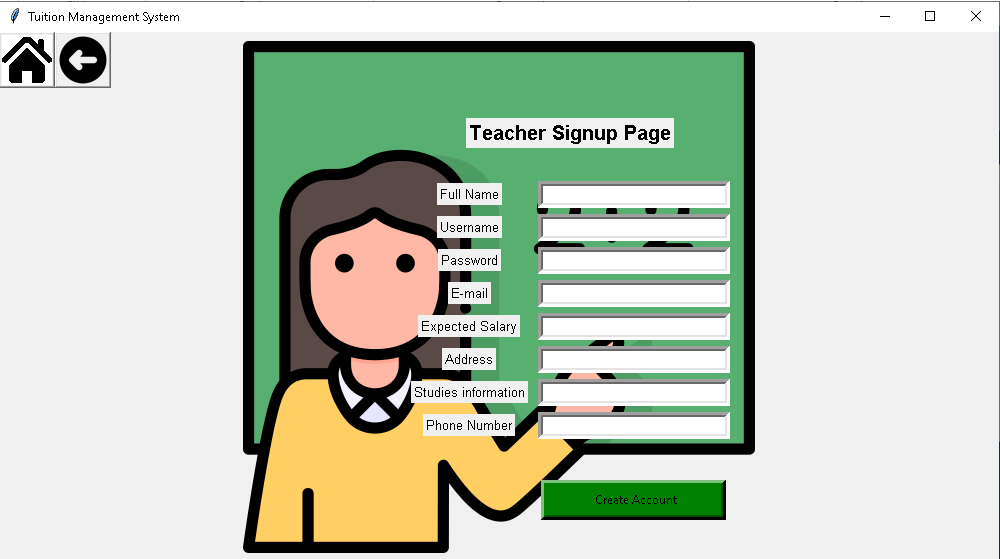 Tuition Management System
Teacher Signup Page
Full Name
Username
Password
E-mail
Expected Salary
Address
Studies information
Phone Number
Create Account